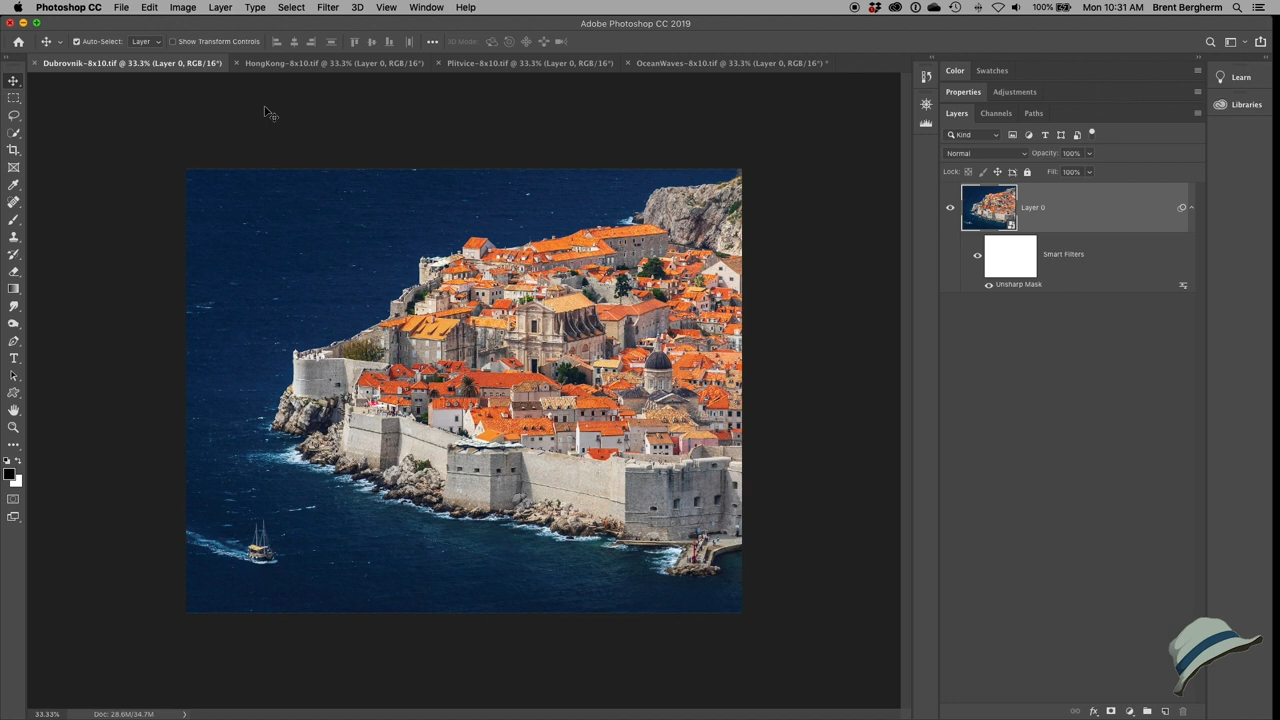 Photoshop CC File Edit Image Layer Type Select Filter 3D View Window Help 100% Mon 10:31 AM Brent Bergherm
Adobe Photoshop CC 2019
Auto-Select: Layer Show Transform Controls 3D Mode:
Dubrovnik-8x10.tif @ 33.3% (Layer 0, RGB/16*) HongKong-8x10.tif @ 33.3% (Layer 0, RGB/16*) Plitvice-8x10.tif @ 33.3% (Layer 0, RGB/16*) OceanWaves-8x10.tif @ 33.3% (Layer 0, RGB/16*) *
Color Swatches
Learn
Properties Adjustments
Libraries
Layers Channels Paths
Kind
Normal Opacity: 100%
Lock: Fill: 100%
Layer 0
Smart Filters
Unsharp Mask
33.33% Doc: 28.6M/34.7M
fx